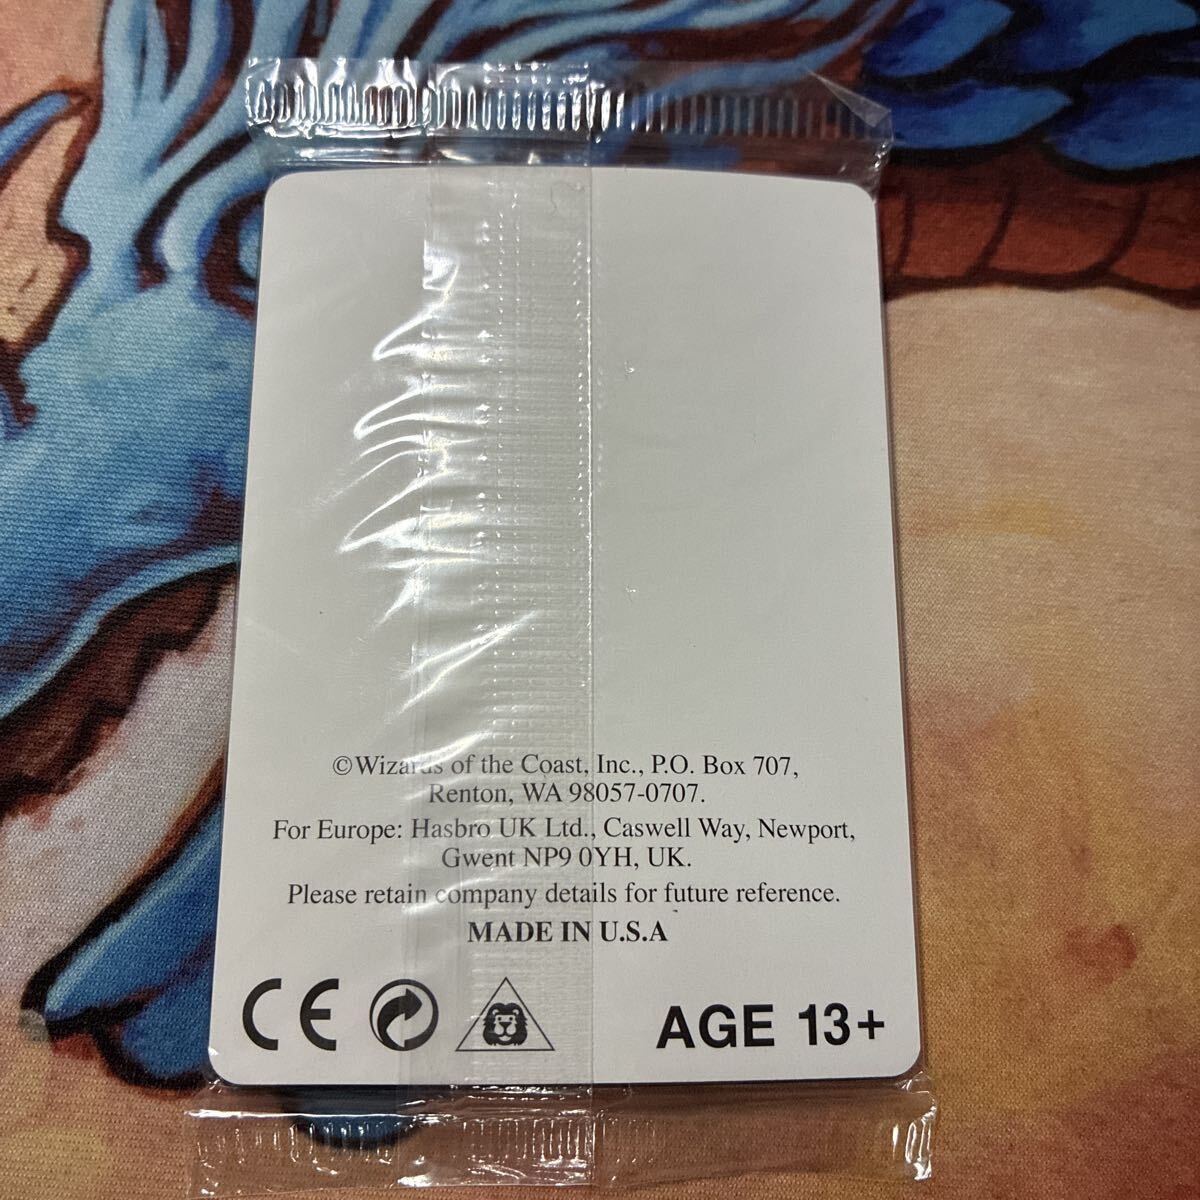 ©Wizards of the Coast, Inc., P.O. Box 707,
Renton, WA 98057-0707.
For Europe: Hasbro UK Ltd., Caswell Way, Newport,
Gwent NP9 0YH, UK.
Please retain company details for future reference.
MADE IN U.S.A
CE
AGE 13+